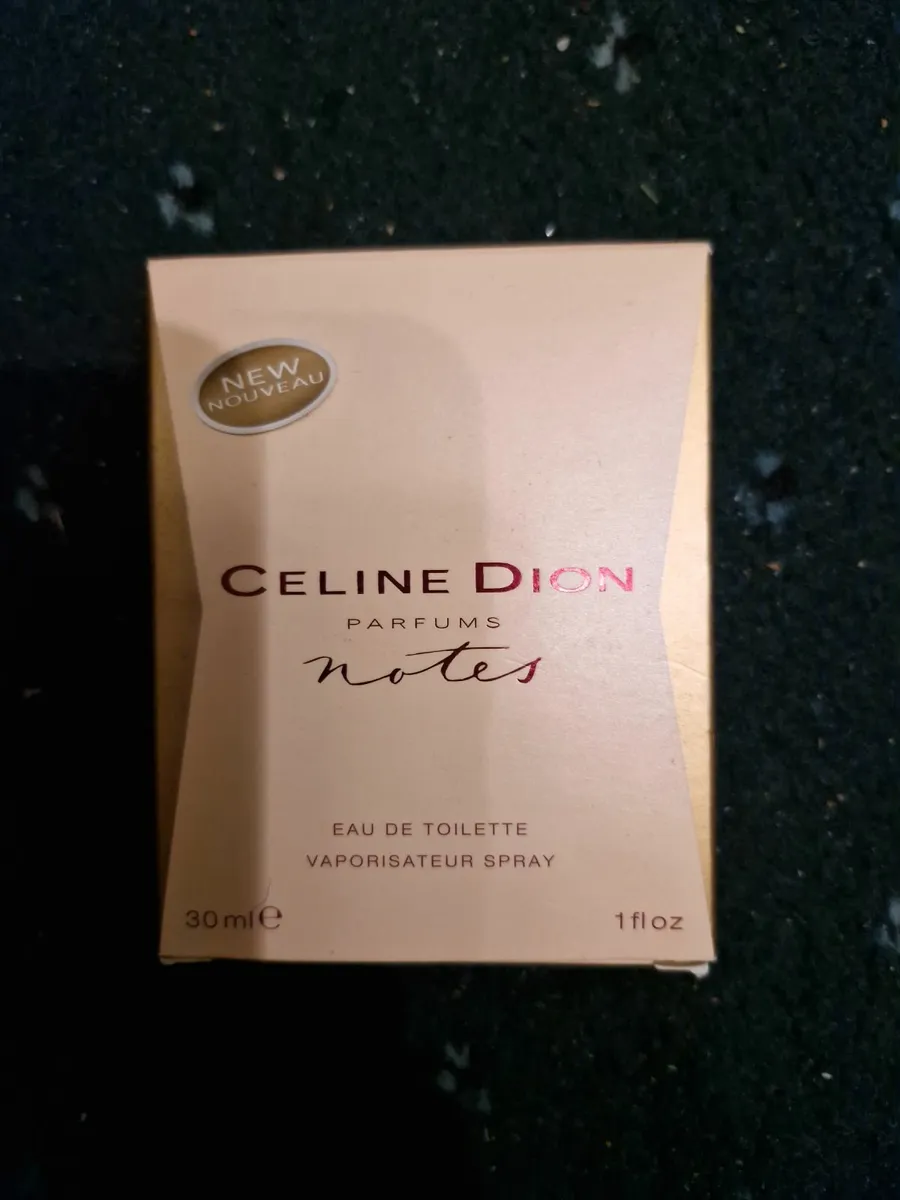 NEW
NOUVEAU
CELINE DION
PARFUMS
notes
EAU DE TOILETTE
VAPORISATEUR SPRAY
30 ml ℮
1 fl oz